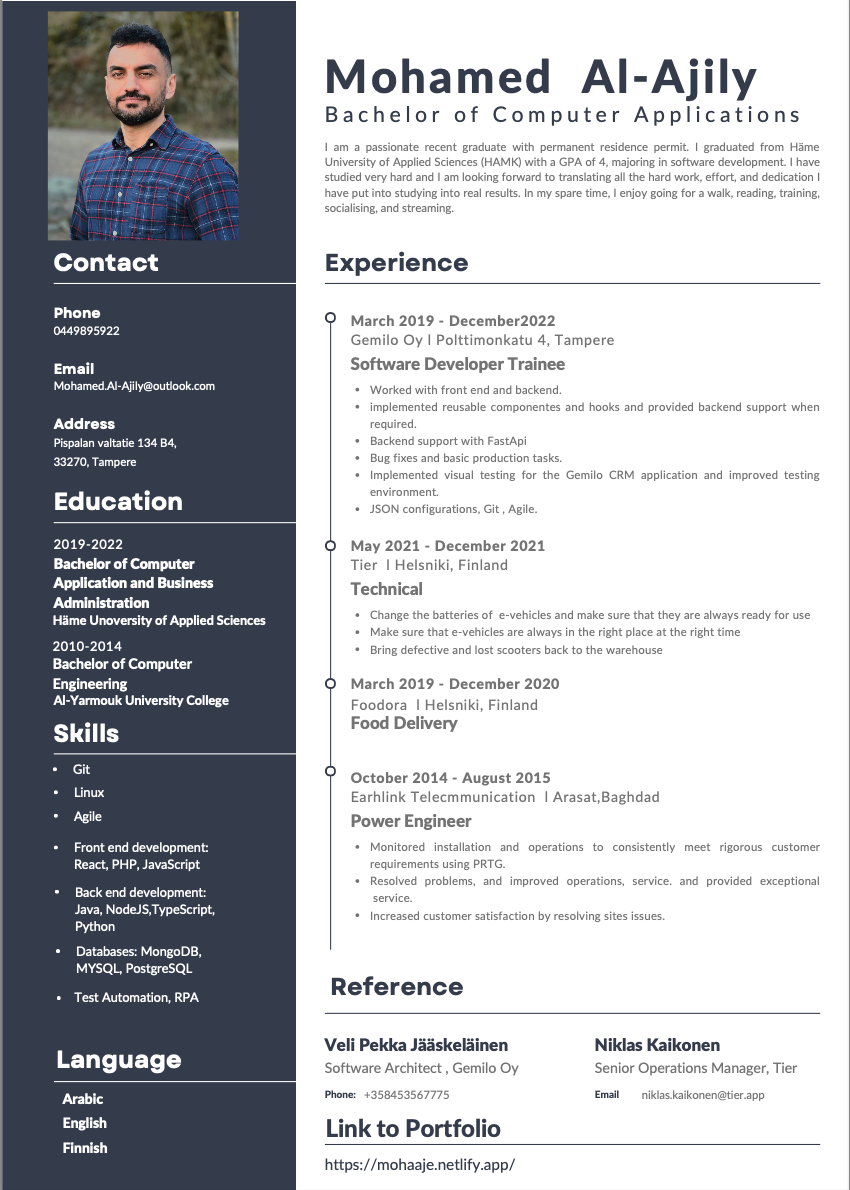 Mohamed Al-Ajily
Bachelor of Computer Applications
I am a passionate recent graduate with permanent residence permit. I graduated from Häme
University of Applied Sciences (HAMK) with a GPA of 4, majoring in software development. I have
studied very hard and I am looking forward to translating all the hard work, effort, and dedication I
have put into studying into real results. In my spare time, I enjoy going for a walk, reading, training,
socialising, and streaming.
Contact
Phone
0449895922
Email
Mohamed.Al-Ajily@outlook.com
Address
Pispalan valtatie 134 B4,
33270, Tampere
Education
2019-2022
Bachelor of Computer
Application and Business
Administration
Häme Unoversity of Applied Sciences
2010-2014
Bachelor of Computer
Engineering
Al-Yarmouk University College
Skills
• Git
• Linux
• Agile
• Front end development:
React, PHP, JavaScript
• Back end development:
Java, NodeJS,TypeScript,
Python
• Databases: MongoDB,
MYSQL, PostgreSQL
• Test Automation, RPA
Language
Arabic
English
Finnish
Experience
March 2019 - December2022
Gemilo Oy l Polttimonkatu 4, Tampere
Software Developer Trainee
• Worked with front end and backend.
• implemented reusable componentes and hooks and provided backend support when
required.
• Backend support with FastApi
• Bug fixes and basic production tasks.
• Implemented visual testing for the Gemilo CRM application and improved testing
environment.
• JSON configurations, Git , Agile.
May 2021 - December 2021
Tier l Helsniki, Finland
Technical
• Change the batteries of e-vehicles and make sure that they are always ready for use
• Make sure that e-vehicles are always in the right place at the right time
• Bring defective and lost scooters back to the warehouse
March 2019 - December 2020
Foodora l Helsniki, Finland
Food Delivery
October 2014 - August 2015
Earhlink Telecmmunication l Arasat,Baghdad
Power Engineer
• Monitored installation and operations to consistently meet rigorous customer
requirements using PRTG.
• Resolved problems, and improved operations, service. and provided exceptional
service.
• Increased customer satisfaction by resolving sites issues.
Reference
Veli Pekka Jääskeläinen
Software Architect , Gemilo Oy
Phone: +358453567775
Niklas Kaikonen
Senior Operations Manager, Tier
Email niklas.kaikonen@tier.app
Link to Portfolio
https://mohaaje.netlify.app/